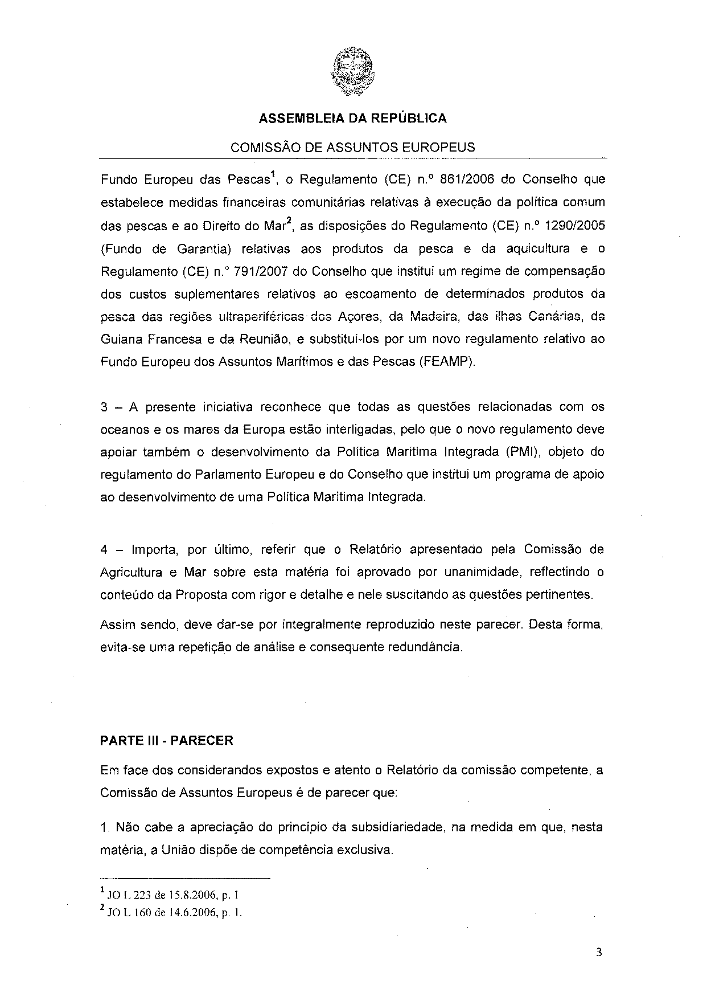 ASSEMBLEIA DA REPÚBLICA
COMISSÃO DE ASSUNTOS EUROPEUS
Fundo Europeu das Pescas¹, o Regulamento (CE) n.º 861/2006 do Conselho que
estabelece medidas financeiras comunitárias relativas à execução da política comum
das pescas e ao Direito do Mar², as disposições do Regulamento (CE) n.º 1290/2005
(Fundo de Garantia) relativas aos produtos da pesca e da aquicultura e o
Regulamento (CE) n.° 791/2007 do Conselho que institui um regime de compensação
dos custos suplementares relativos ao escoamento de determinados produtos da
pesca das regiões ultraperiféricas dos Açores, da Madeira, das ilhas Canárias, da
Guiana Francesa e da Reunião, e substituí-los por um novo regulamento relativo ao
Fundo Europeu dos Assuntos Marítimos e das Pescas (FEAMP).
3 – A presente iniciativa reconhece que todas as questões relacionadas com os
oceanos e os mares da Europa estão interligadas, pelo que o novo regulamento deve
apoiar também o desenvolvimento da Política Marítima Integrada (PMI), objeto do
regulamento do Parlamento Europeu e do Conselho que institui um programa de apoio
ao desenvolvimento de uma Política Marítima Integrada.
4 – Importa, por último, referir que o Relatório apresentado pela Comissão de
Agricultura e Mar sobre esta matéria foi aprovado por unanimidade, reflectindo o
conteúdo da Proposta com rigor e detalhe e nele suscitando as questões pertinentes.
Assim sendo, deve dar-se por integralmente reproduzido neste parecer. Desta forma,
evita-se uma repetição de análise e consequente redundância.
PARTE III - PARECER
Em face dos considerandos expostos e atento o Relatório da comissão competente, a
Comissão de Assuntos Europeus é de parecer que:
1. Não cabe a apreciação do princípio da subsidiariedade, na medida em que, nesta
matéria, a União dispõe de competência exclusiva.
¹ JO L 223 de 15.8.2006, p. 1
² JO L 160 de 14.6.2006, p. 1.
3